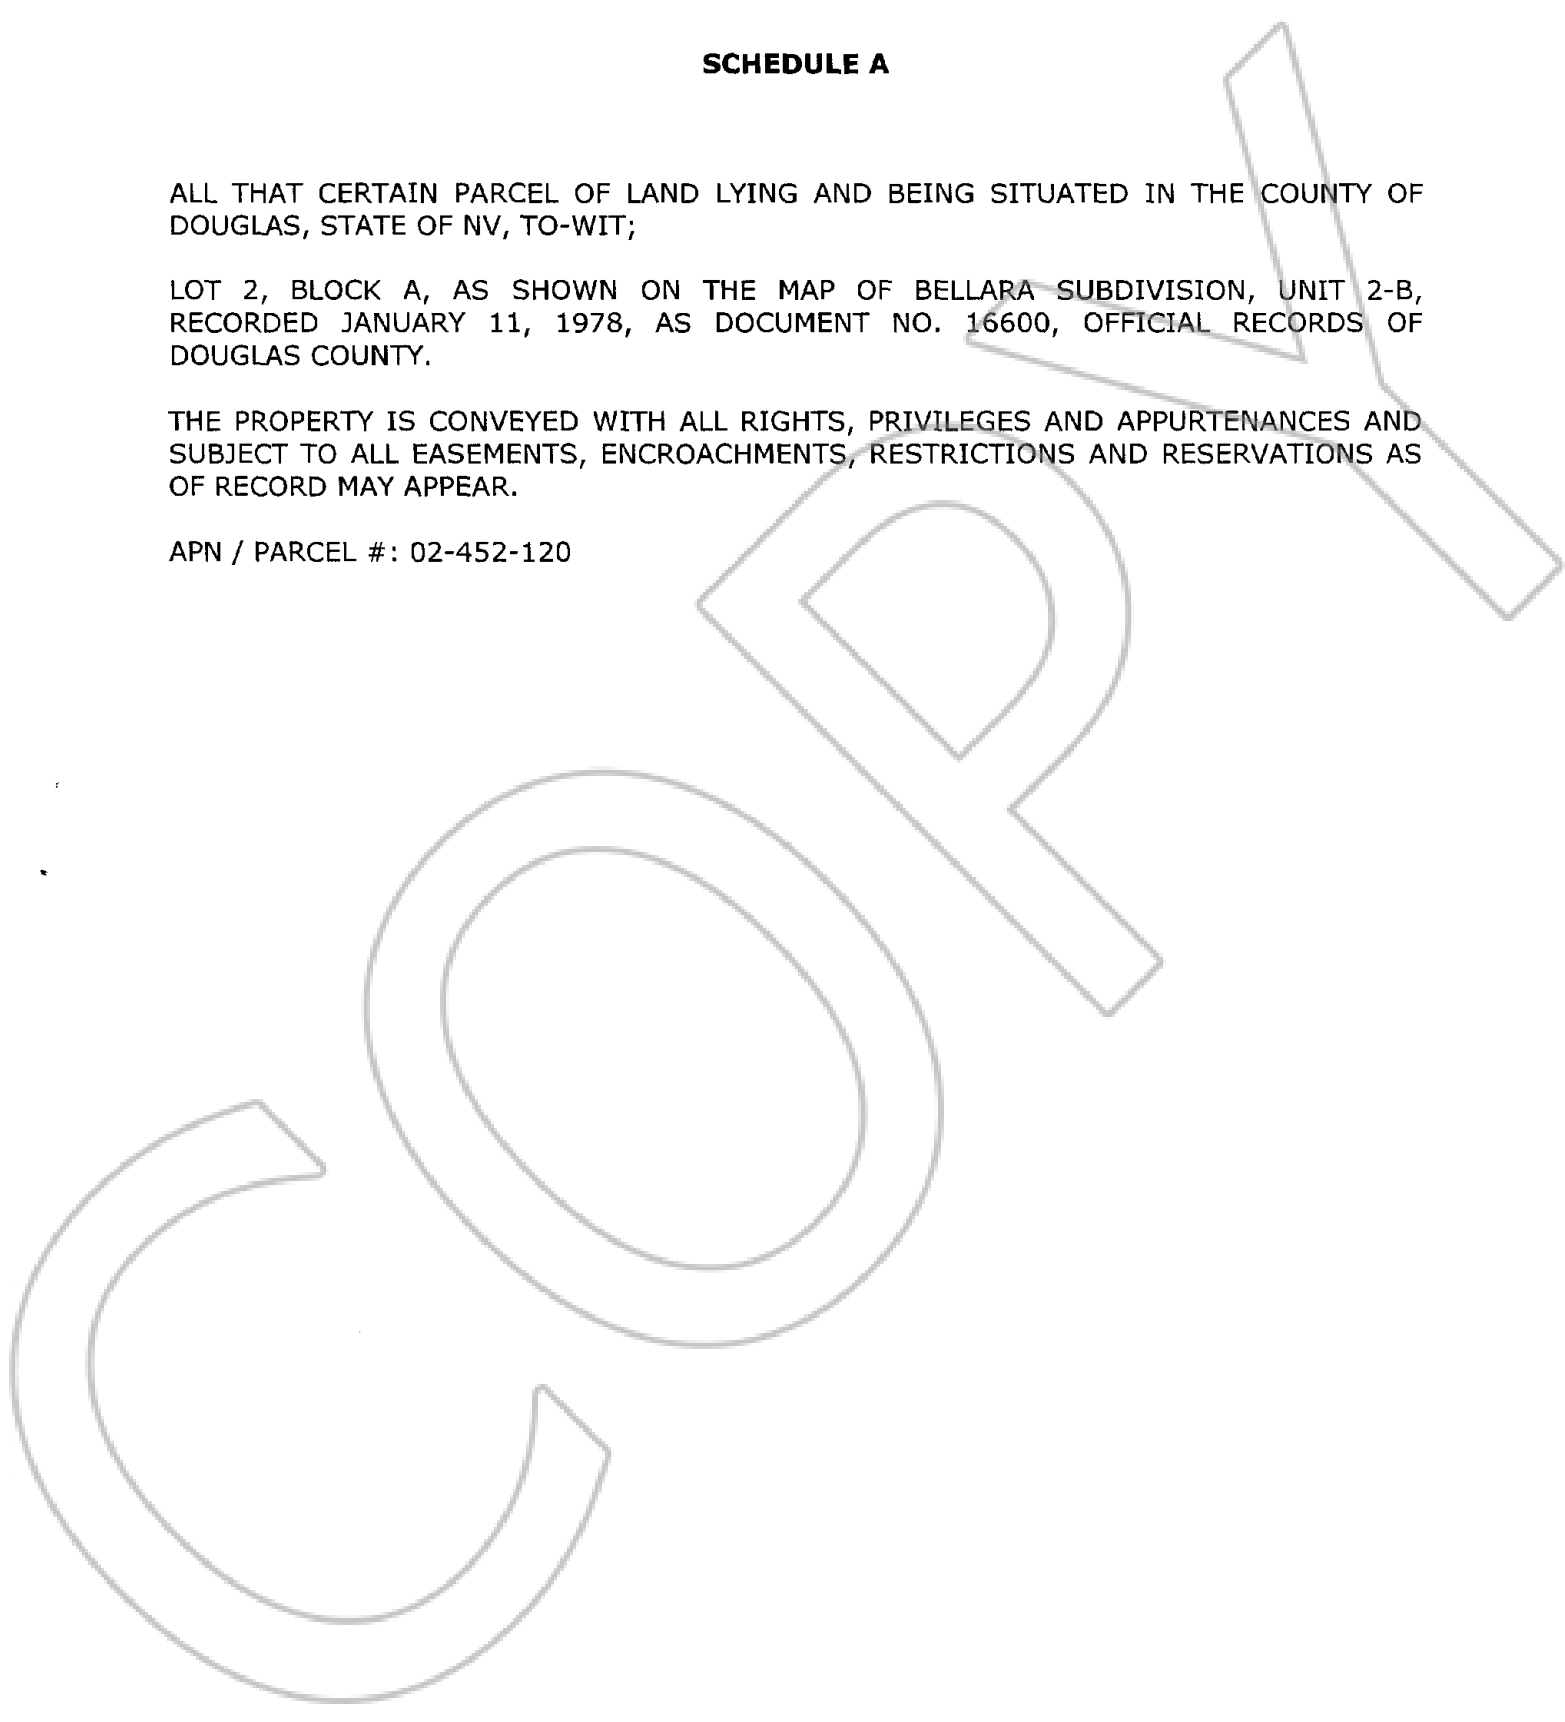 SCHEDULE A
ALL THAT CERTAIN PARCEL OF LAND LYING AND BEING SITUATED IN THE COUNTY OF
DOUGLAS, STATE OF NV, TO-WIT;
LOT 2, BLOCK A, AS SHOWN ON THE MAP OF BELLARA SUBDIVISION, UNIT 2-B,
RECORDED JANUARY 11, 1978, AS DOCUMENT NO. 16600, OFFICIAL RECORDS OF
DOUGLAS COUNTY.
THE PROPERTY IS CONVEYED WITH ALL RIGHTS, PRIVILEGES AND APPURTENANCES AND
SUBJECT TO ALL EASEMENTS, ENCROACHMENTS, RESTRICTIONS AND RESERVATIONS AS
OF RECORD MAY APPEAR.
APN / PARCEL #: 02-452-120
COPY